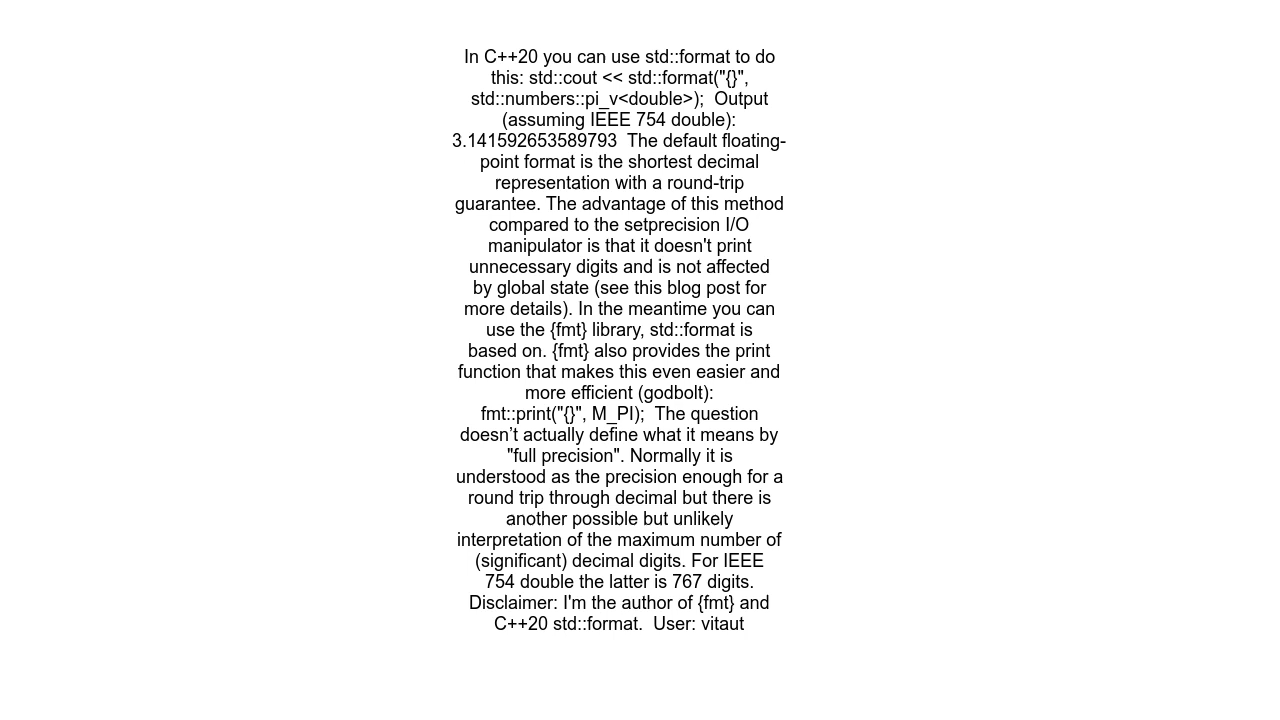 In C++20 you can use std::format to do
this: std::cout << std::format("{}",
std::numbers::pi_v<double>);  Output
(assuming IEEE 754 double):
3.141592653589793  The default floating-
point format is the shortest decimal
representation with a round-trip
guarantee. The advantage of this method
compared to the setprecision I/O
manipulator is that it doesn't print
unnecessary digits and is not affected
by global state (see this blog post for
more details). In the meantime you can
use the {fmt} library, std::format is
based on. {fmt} also provides the print
function that makes this even easier and
more efficient (godbolt):
fmt::print("{}", M_PI);  The question
doesn’t actually define what it means by
"full precision". Normally it is
understood as the precision enough for a
round trip through decimal but there is
another possible but unlikely
interpretation of the maximum number of
(significant) decimal digits. For IEEE
754 double the latter is 767 digits.
Disclaimer: I'm the author of {fmt} and
C++20 std::format.  User: vitaut